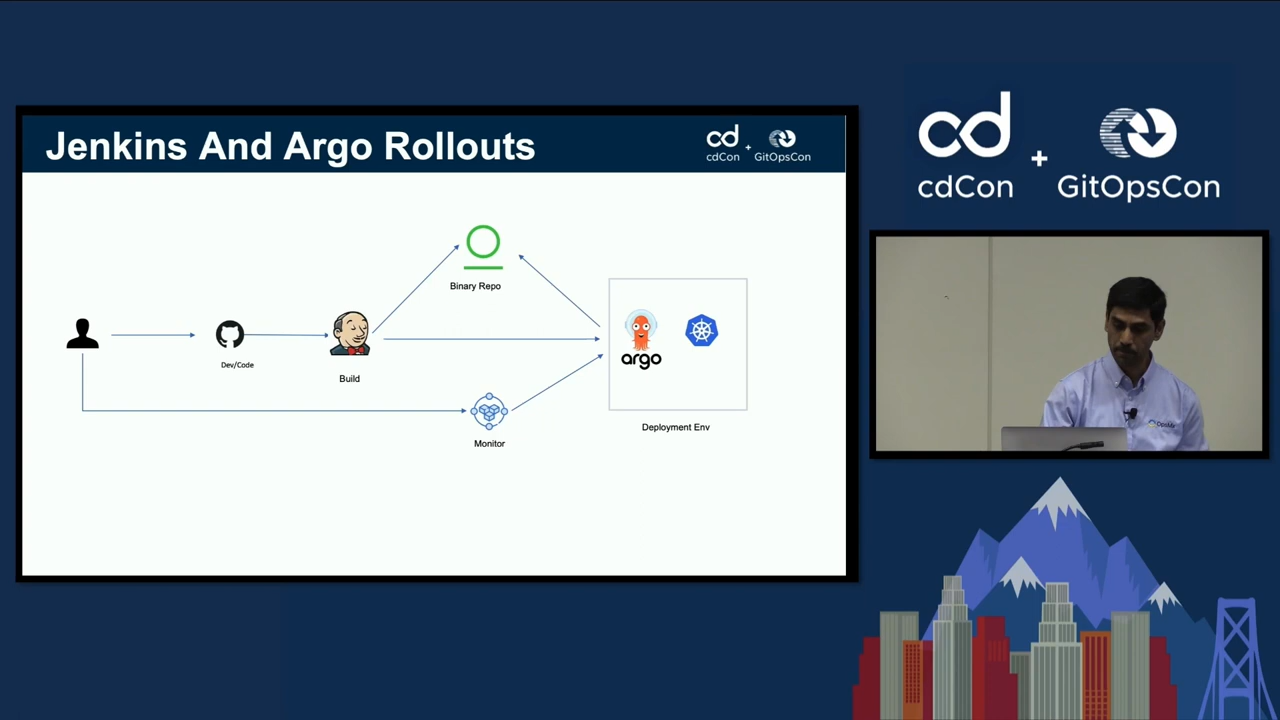 Jenkins And Argo Rollouts
cd
cdCon
+
GitOpsCon
Binary Repo
Dev/Code
Build
argo
Deployment Env
Monitor
cd
cdCon
+
GitOpsCon